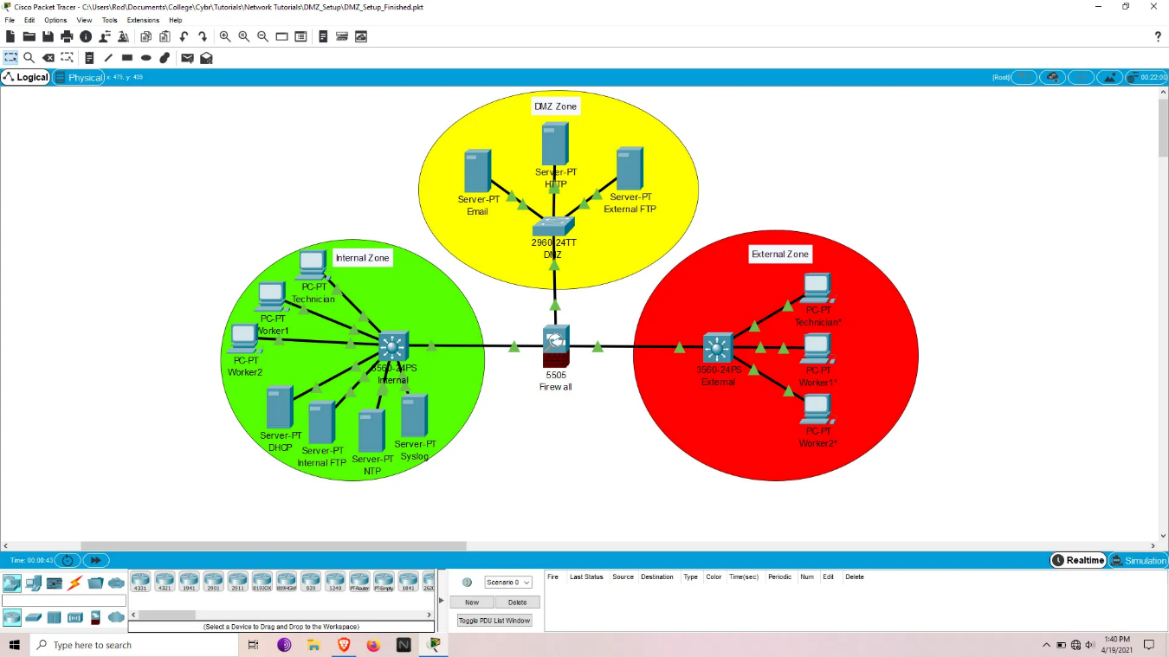 Cisco Packet Tracer - C:\Users\Rod\Documents\College\Cybr\Tutorials\Network Tutorials\DMZ_Setup\DMZ_Setup_Finished.pkt
File Edit Options View Tools Extensions Help
Logical Physical x: 479, y: 459 [Root] 00:22:00
DMZ Zone
Server-PT
HTTP
Server-PT
Email
Server-PT
External FTP
2960-24TT
DMZ
Internal Zone
PC-PT
Technician
PC-PT
Worker1
PC-PT
Worker2
3560-24PS
Internal
Server-PT
DHCP
Server-PT
Internal FTP
Server-PT
NTP
Server-PT
Syslog
5505
Firewall
External Zone
3560-24PS
External
PC-PT
Technician*
PC-PT
Worker1*
PC-PT
Worker2*
Time: 00:00:43 Realtime Simulation
4331 4321 1941 2901 2911 819HGW 829 1240 PT-Router PT-Empty 1841
(Select a Device to Drag and Drop to the Workspace)
Scenario 0
New Delete
Toggle PDU List Window
Fire Last Status Source Destination Type Color Time(sec) Periodic Num Edit Delete
Type here to search
1:40 PM
4/19/2021